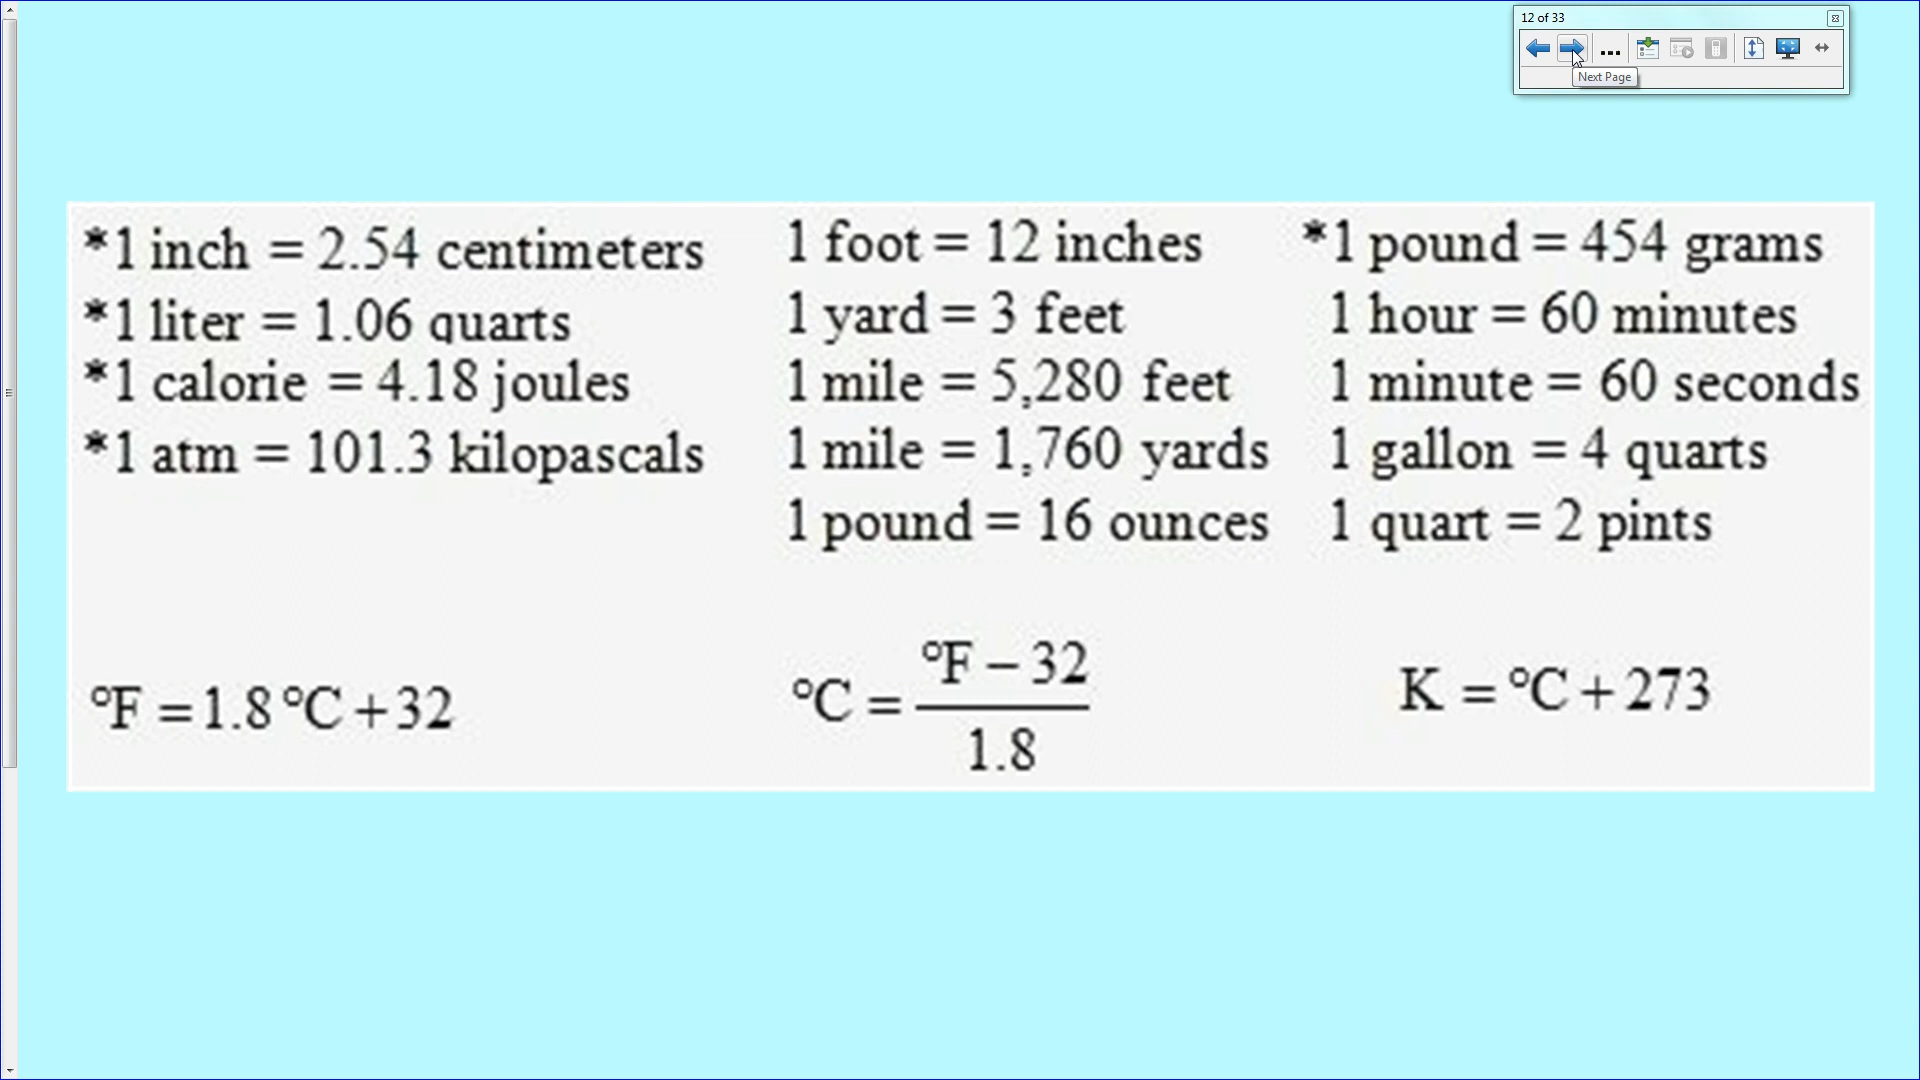 12 of 33
Next Page
*1 inch = 2.54 centimeters
*1 liter = 1.06 quarts
*1 calorie = 4.18 joules
*1 atm = 101.3 kilopascals
1 foot = 12 inches
1 yard = 3 feet
1 mile = 5,280 feet
1 mile = 1,760 yards
1 pound = 16 ounces
*1 pound = 454 grams
1 hour = 60 minutes
1 minute = 60 seconds
1 gallon = 4 quarts
1 quart = 2 pints
°F = 1.8 °C + 32
°C = °F – 32
1.8
K = °C + 273